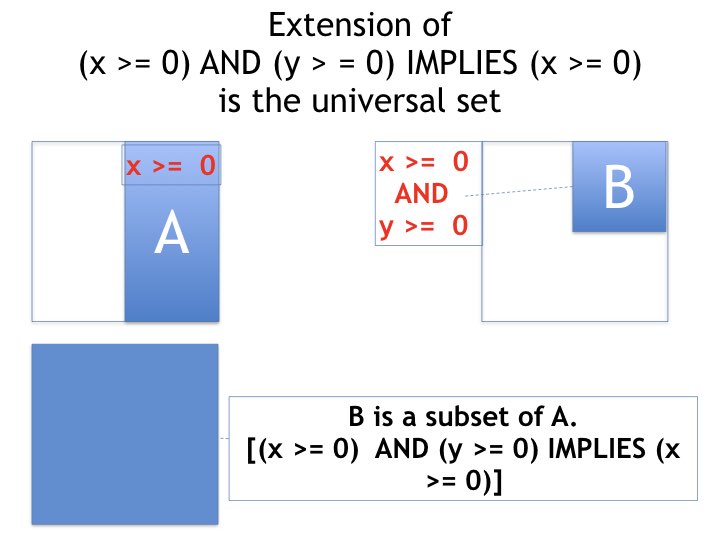 Extension of
(x >= 0) AND (y > = 0) IMPLIES (x >= 0)
is the universal set
x >= 0
A
x >= 0
AND
y >= 0
B
B is a subset of A.
[(x >= 0) AND (y >= 0) IMPLIES (x
>= 0)]